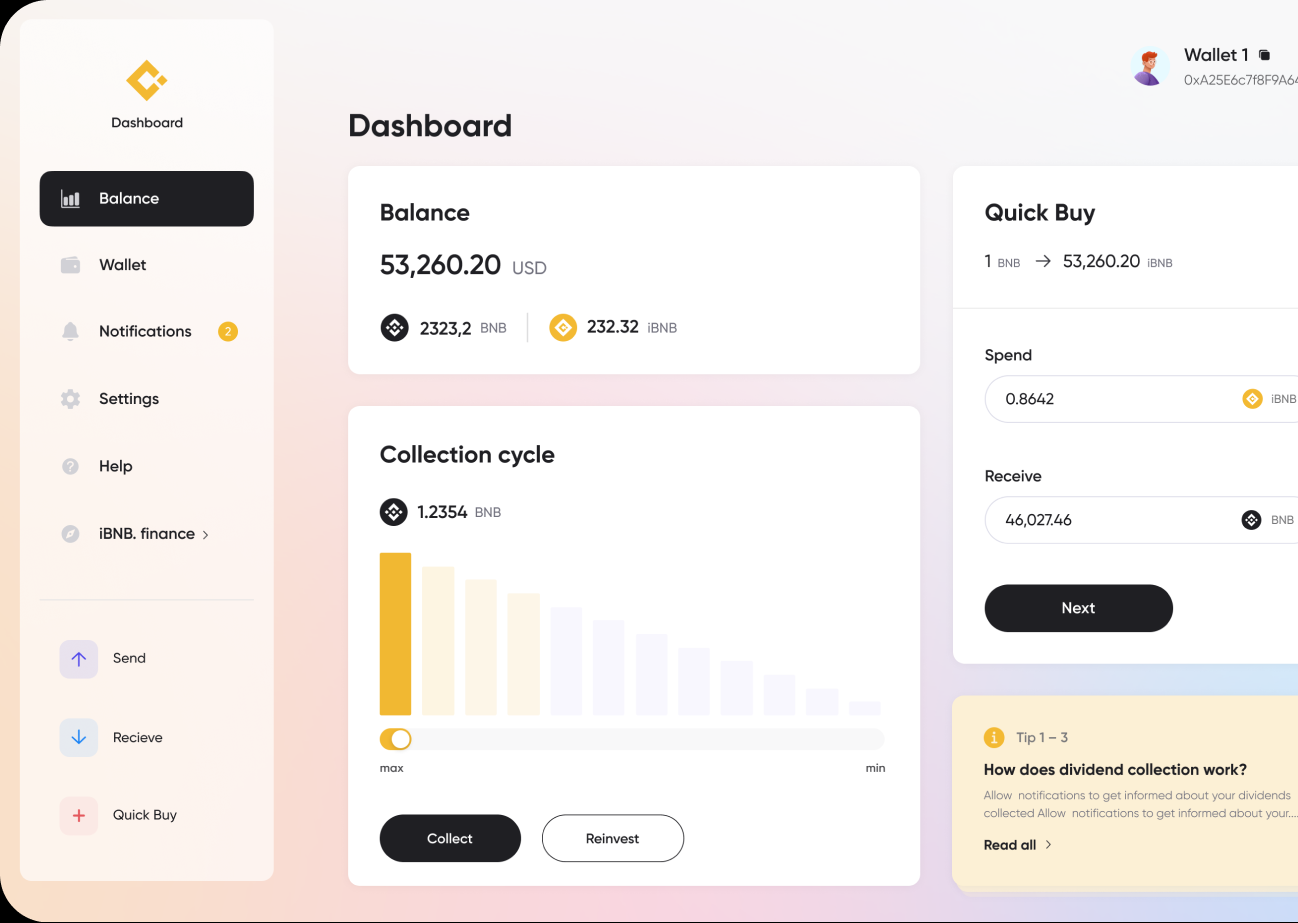 Dashboard
Balance
Wallet
Notifications 2
Settings
Help
iBNB. finance >
Send
Recieve
Quick Buy
Wallet 1
0xA25E6c7f8F9A64
Dashboard
Balance
53,260.20 USD
2323,2 BNB 232.32 iBNB
Collection cycle
1.2354 BNB
max min
Collect Reinvest
Quick Buy
1 BNB → 53,260.20 iBNB
Spend
0.8642 iBNB
Receive
46,027.46 BNB
Next
i Tip 1 – 3
How does dividend collection work?
Allow notifications to get informed about your dividends
collected Allow notifications to get informed about your....
Read all >